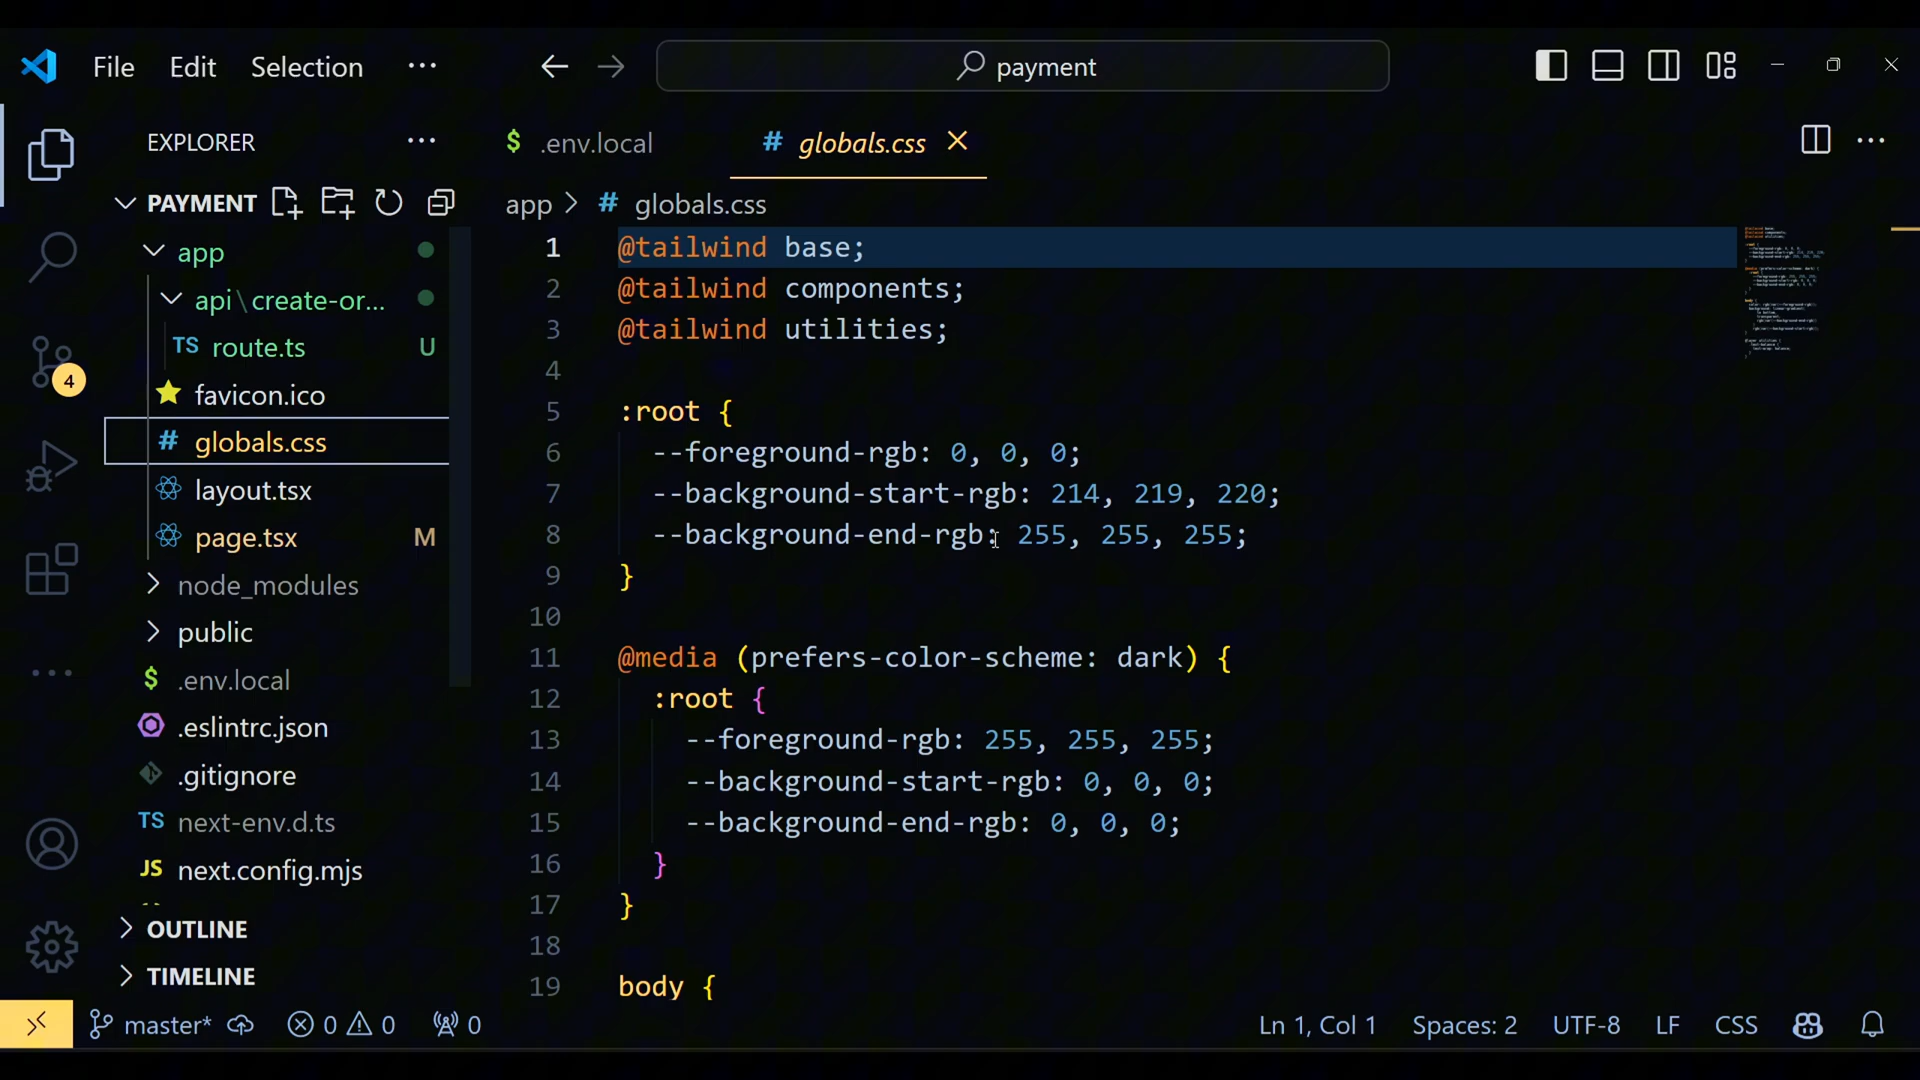 File Edit Selection ···
payment
EXPLORER ···
$ .env.local
# globals.css
PAYMENT
app > # globals.css
app
api\create-or...
TS route.ts U
favicon.ico
# globals.css
layout.tsx
page.tsx M
node_modules
public
$ .env.local
.eslintrc.json
.gitignore
TS next-env.d.ts
JS next.config.mjs
OUTLINE
TIMELINE
4
1 @tailwind base;
2 @tailwind components;
3 @tailwind utilities;
4
5 :root {
6 --foreground-rgb: 0, 0, 0;
7 --background-start-rgb: 214, 219, 220;
8 --background-end-rgb: 255, 255, 255;
9 }
10
11 @media (prefers-color-scheme: dark) {
12 :root {
13 --foreground-rgb: 255, 255, 255;
14 --background-start-rgb: 0, 0, 0;
15 --background-end-rgb: 0, 0, 0;
16 }
17 }
18
19 body {
master* 0 0 0 Ln 1, Col 1 Spaces: 2 UTF-8 LF CSS